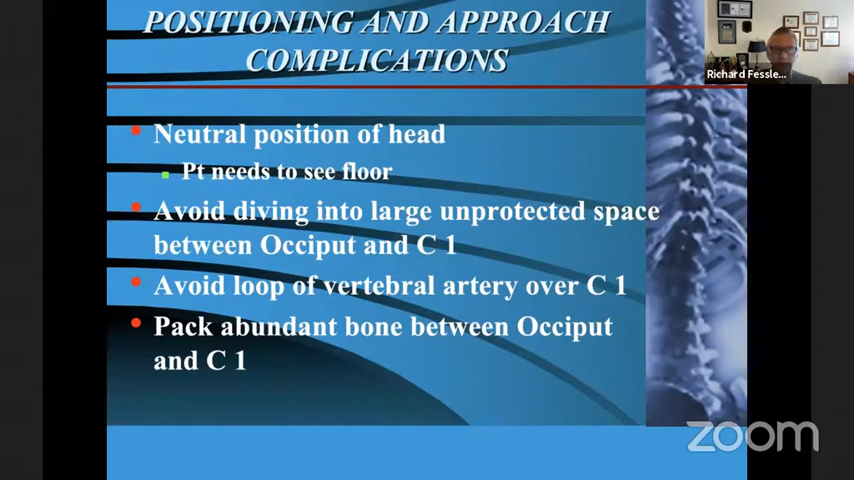 POSITIONING AND APPROACH
COMPLICATIONS
Richard Fessle...
Neutral position of head
Pt needs to see floor
Avoid diving into large unprotected space
between Occiput and C 1
Avoid loop of vertebral artery over C 1
Pack abundant bone between Occiput
and C 1
zoom